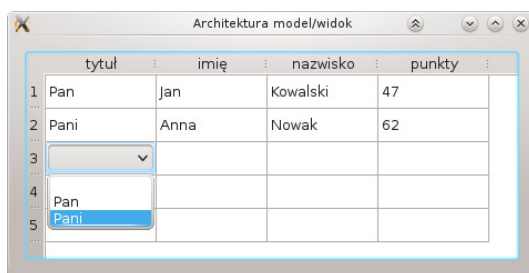 Architektura model/widok
tytuł imię nazwisko punkty
1 Pan Jan Kowalski 47
2 Pani Anna Nowak 62
3
4 Pan
Pani
5